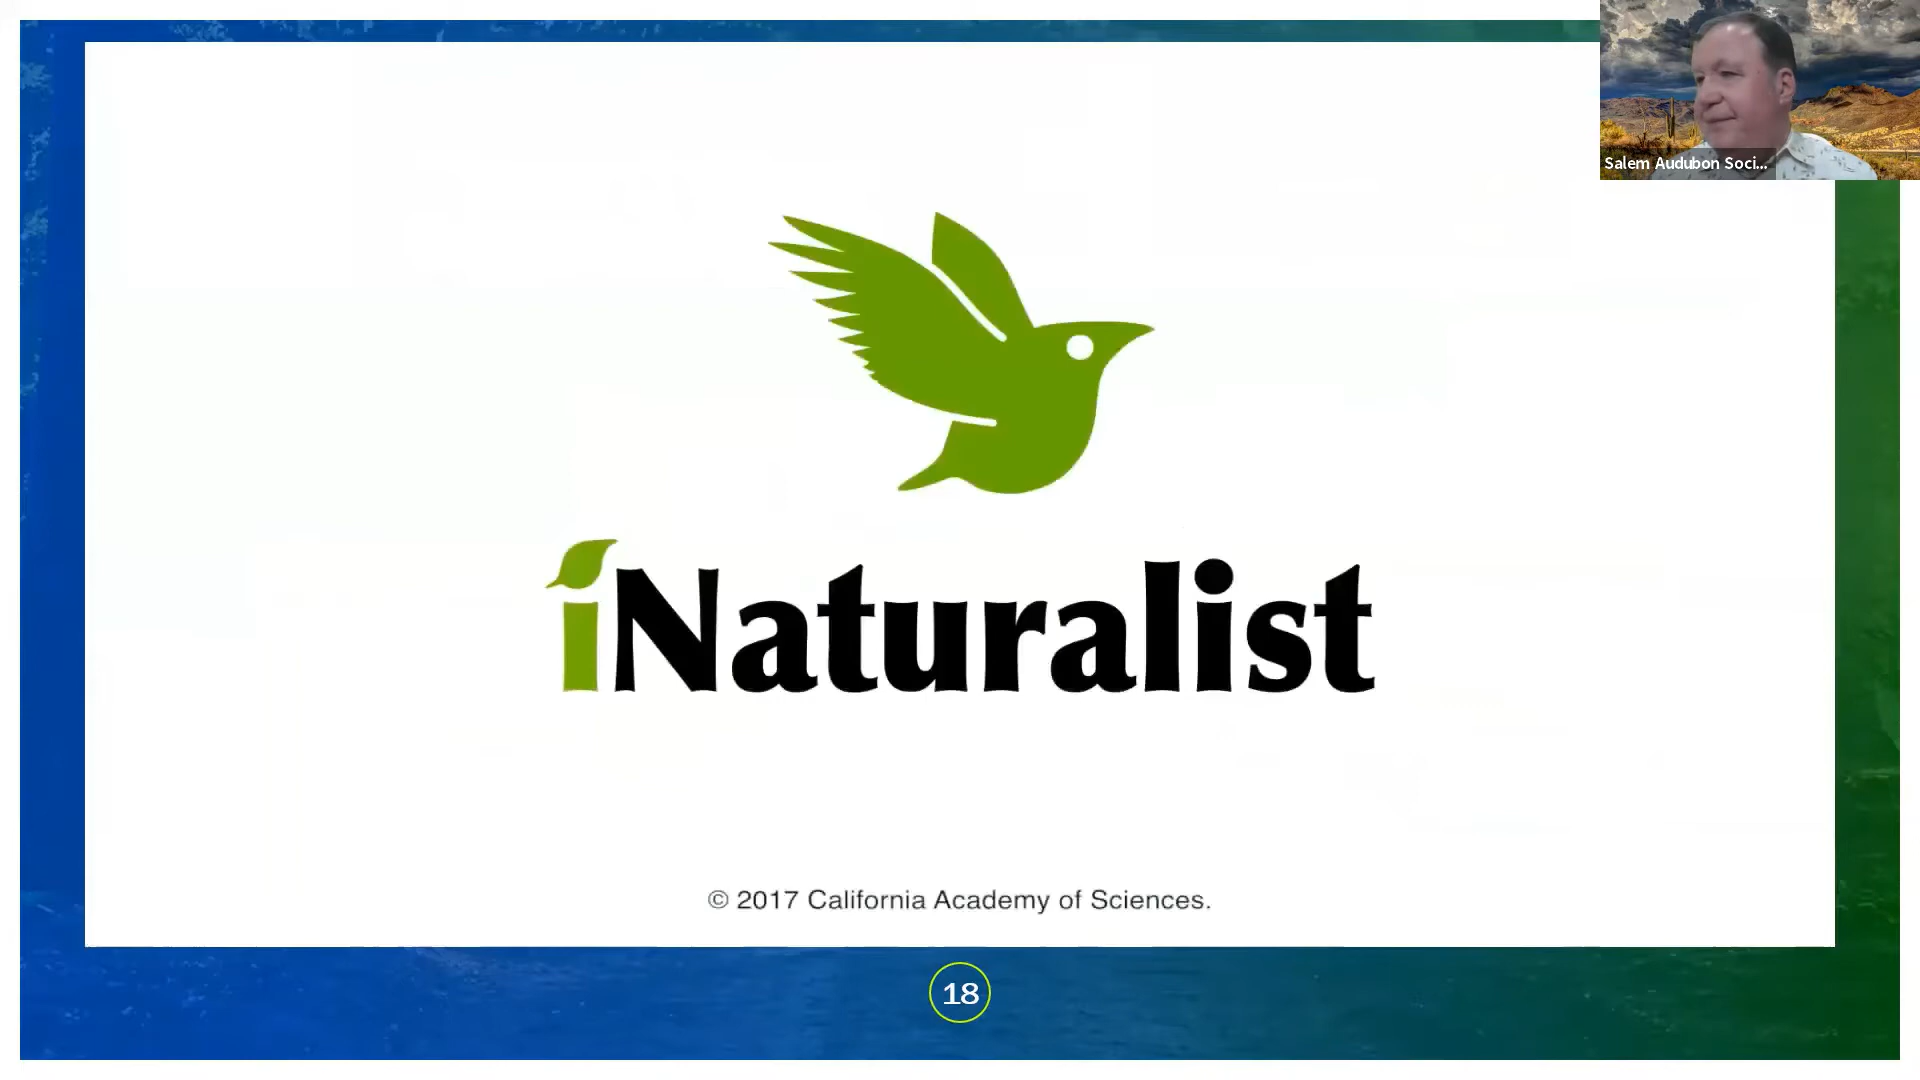 Salem Audubon Soci...
iNaturalist
© 2017 California Academy of Sciences.
18